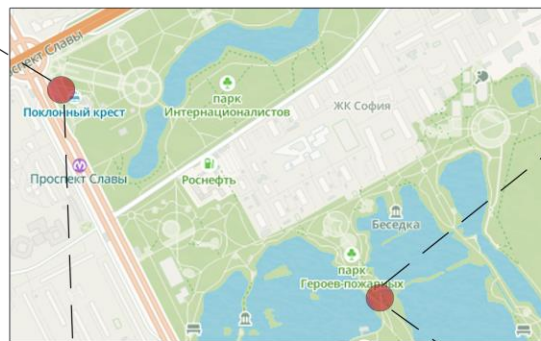 спект Славы
Поклонный крест
парк
Интернационалистов
ЖК София
Проспект Славы
Роснефть
Беседка
парк
Героев-пожарных